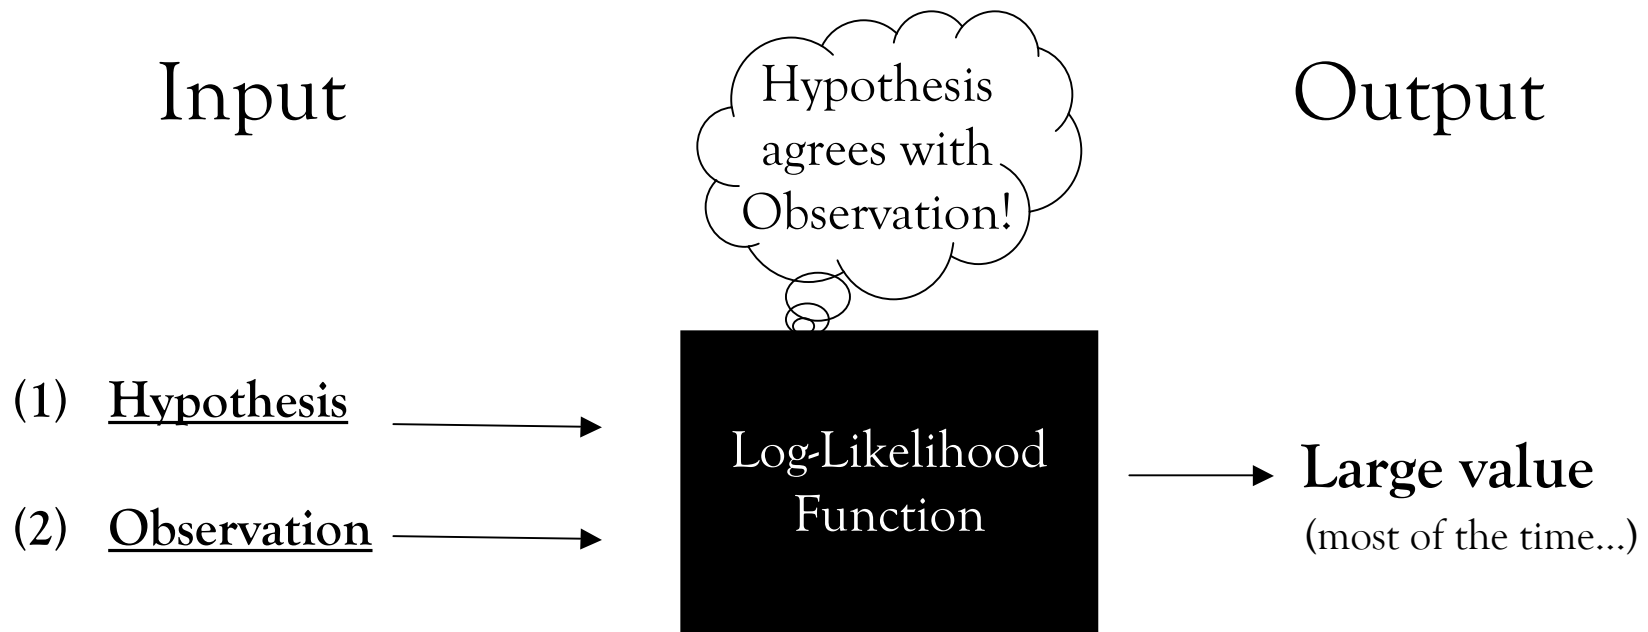 Input
Hypothesis
agrees with
Observation!
Output
(1) Hypothesis
(2) Observation
Log-Likelihood
Function
Large value
(most of the time...)